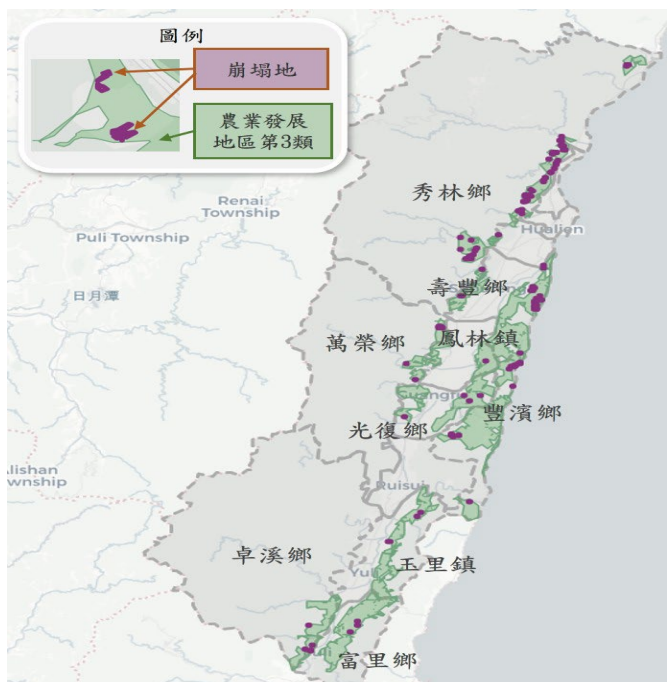 圖例
崩塌地
農業發展
地區第3類
秀林鄉
Renai
Township
Puli Township
Hualien
日月潭
壽豐鄉
鳳林鎮
萬榮鄉
豐濱鄉
光復鄉
Alishan
Township
Ruisui
卓溪鄉
玉里鎮
富里鄉